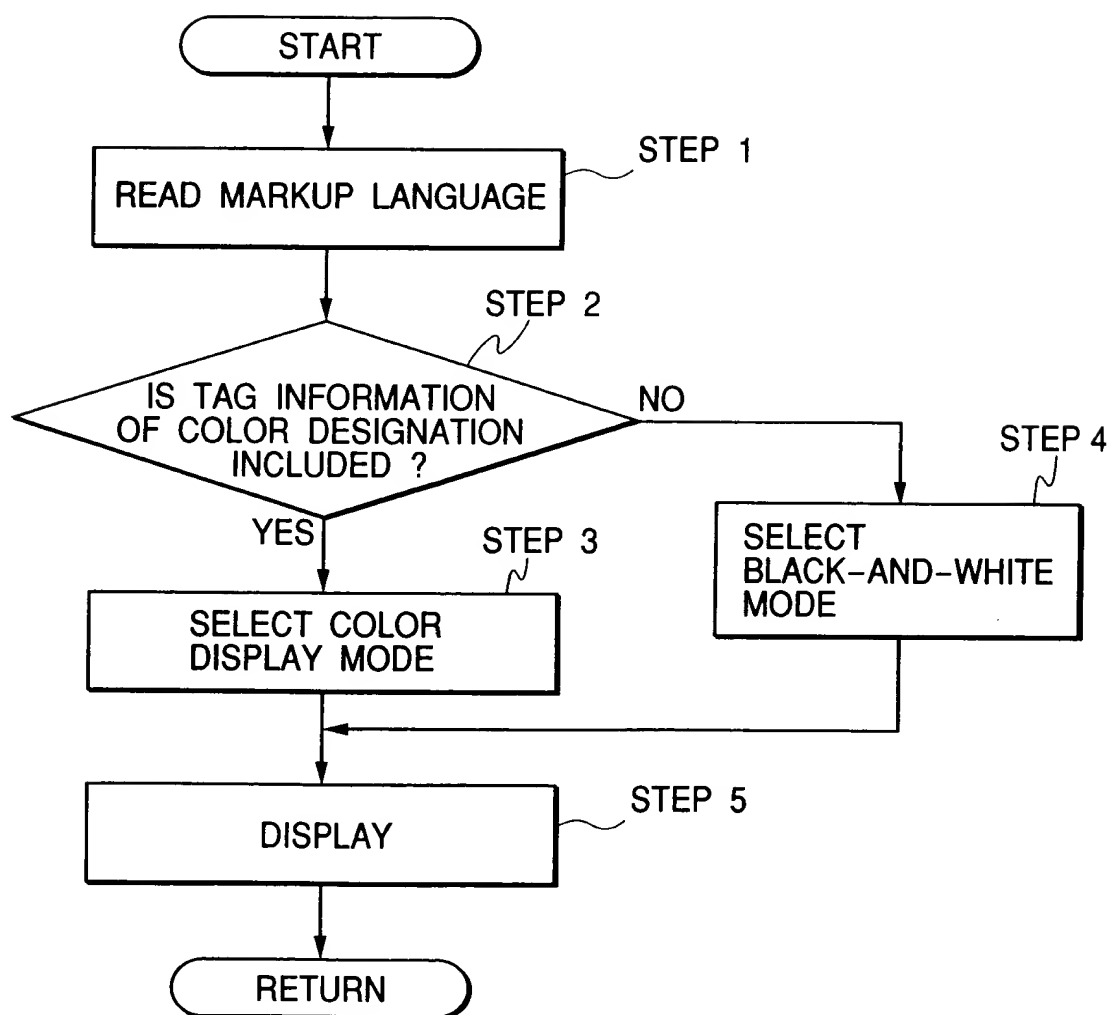 START
STEP 1
READ MARKUP LANGUAGE
STEP 2
IS TAG INFORMATION
OF COLOR DESIGNATION
INCLUDED ?
NO
YES
STEP 4
SELECT
BLACK-AND-WHITE
MODE
STEP 3
SELECT COLOR
DISPLAY MODE
STEP 5
DISPLAY
RETURN